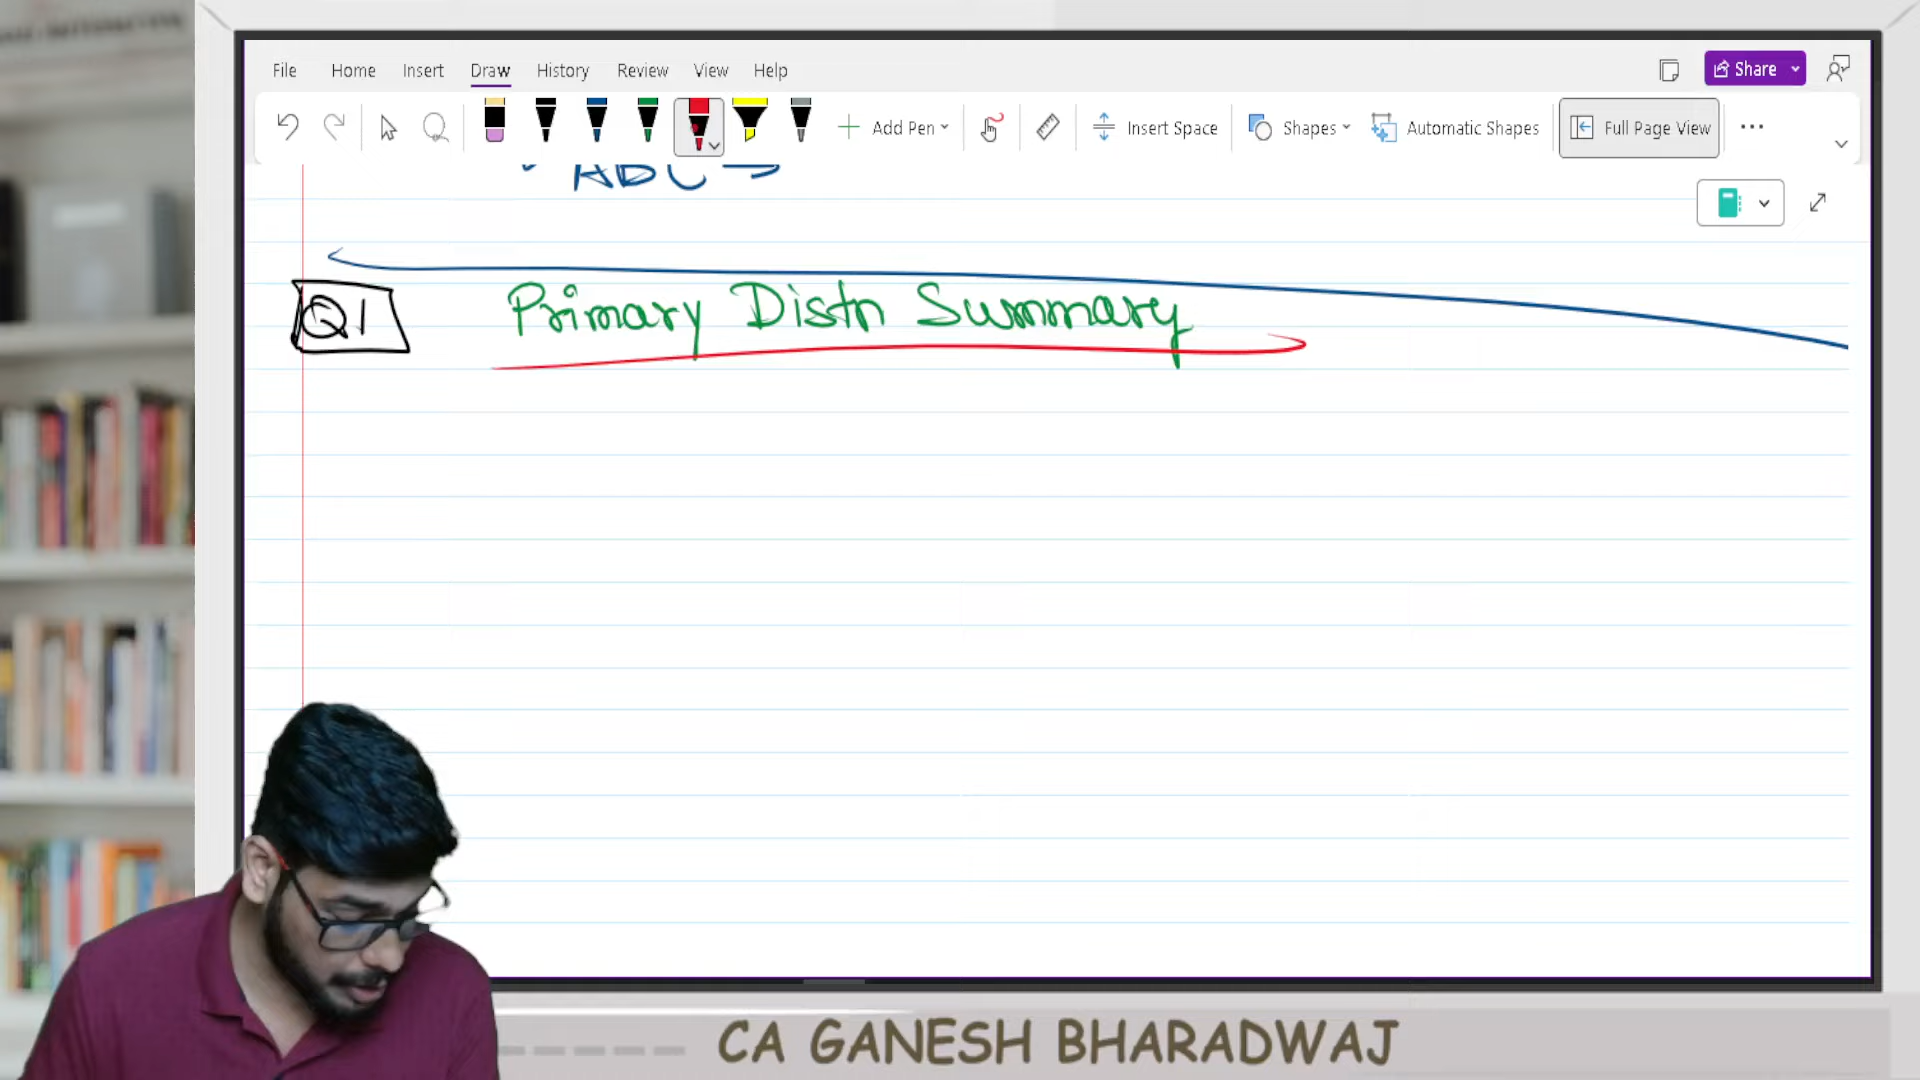 File Home Insert Draw History Review View Help Share
Add Pen Insert Space Shapes Automatic Shapes Full Page View
ABC →
Q1 Primary Distn Summary
CA GANESH BHARADWAJ